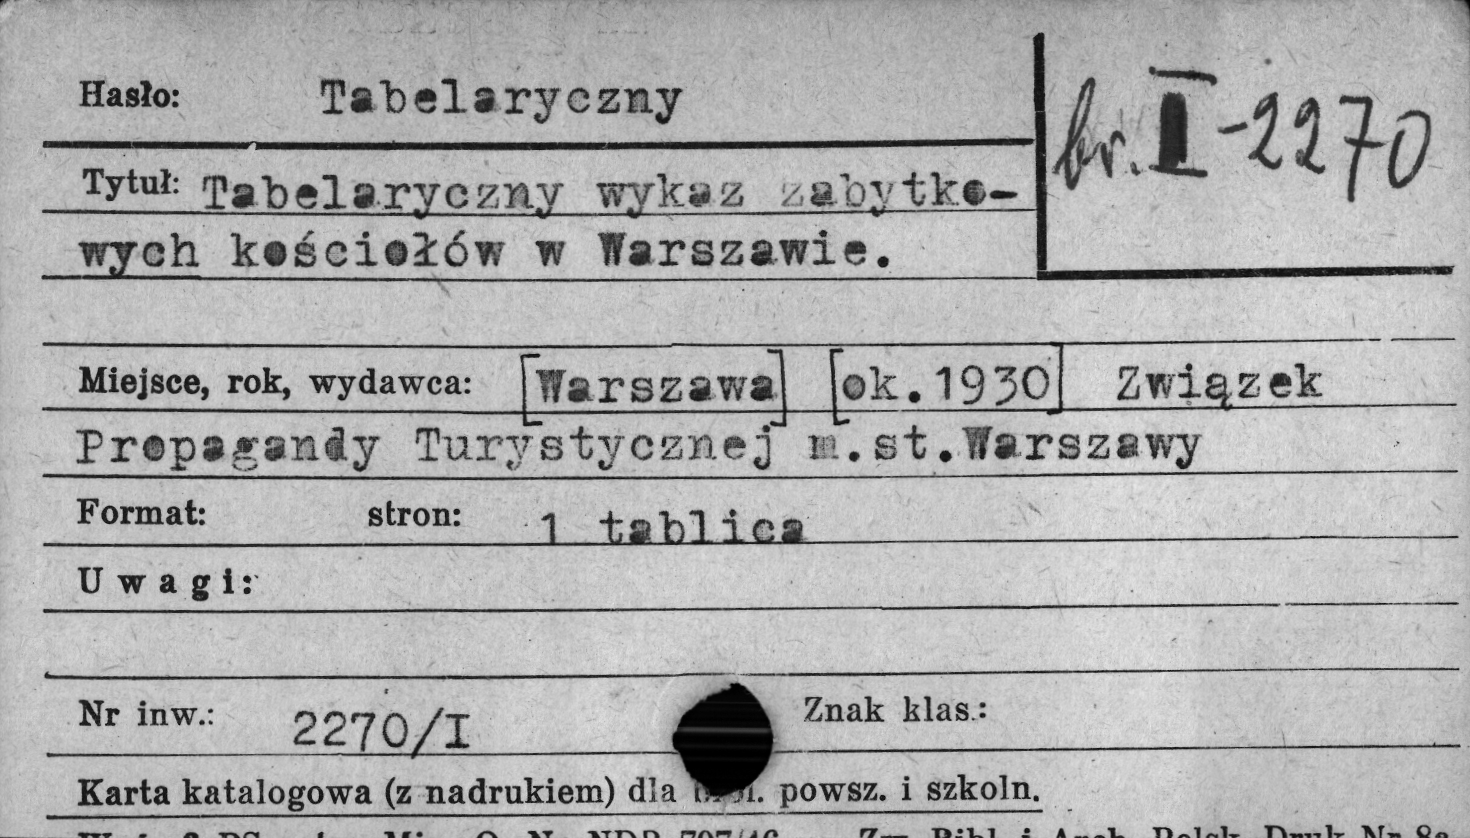 Hasło: Tabelaryczny
br. I-2270
Tytuł: Tabelaryczny wykaz zabytko-
wych kościołów w Warszawie.
Miejsce, rok, wydawca: [Warszawa] [ok.1930] Związek
Propagandy Turystycznej m.st.Warszawy
Format: stron: 1 tablica
Uwagi:
Nr inw.: 2270/I Znak klas.:
Karta katalogowa (z nadrukiem) dla powsz. i szkoln.